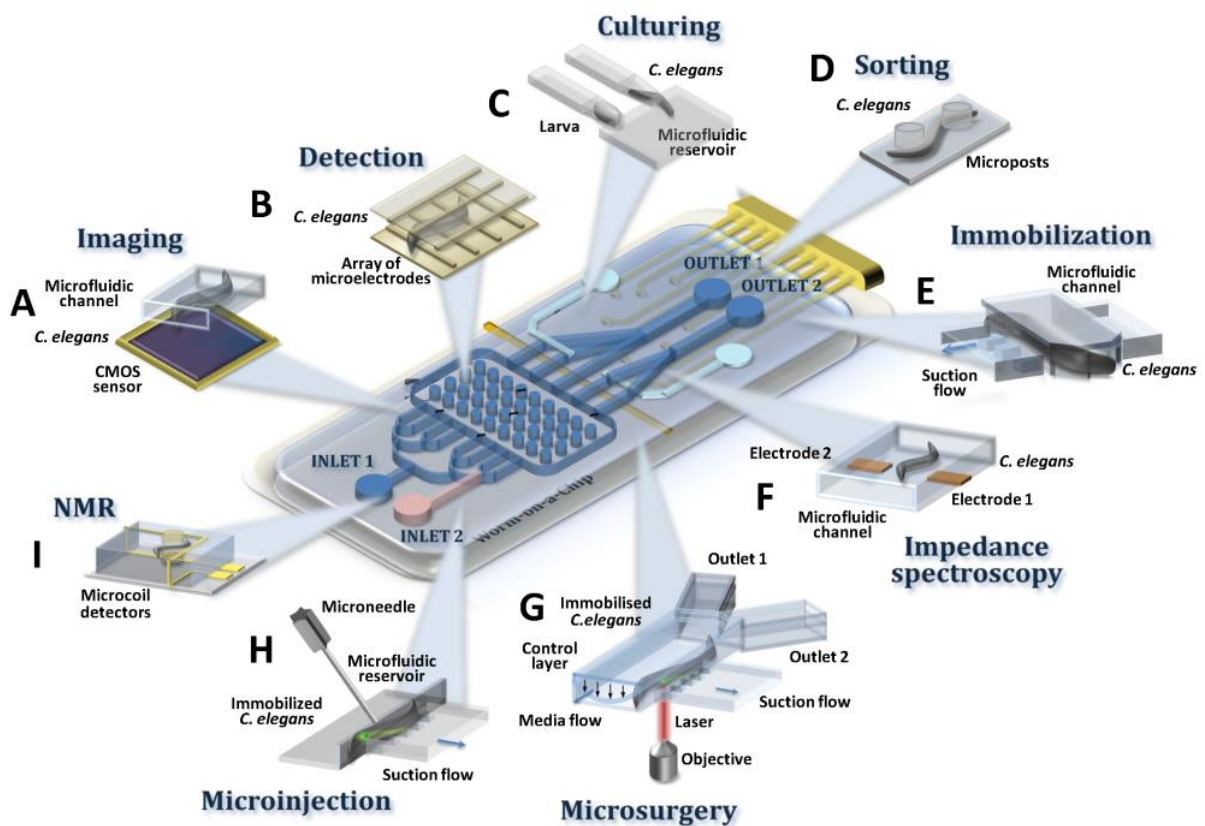 Culturing
C
C. elegans
Larva
Microfluidic
reservoir
D
Sorting
C. elegans
Microposts
Detection
B
C. elegans
Array of
microelectrodes
Imaging
Microfluidic
channel
A
C. elegans
CMOS
sensor
OUTLET 1
OUTLET 2
Immobilization
Microfluidic
channel
E
Suction
flow
C. elegans
INLET 1
INLET 2
Worm-on-a-Chip
Electrode 2
C. elegans
Electrode 1
F
Microfluidic
channel
Impedance
spectroscopy
NMR
I
Microcoil
detectors
Microneedle
H
Microfluidic
reservoir
Immobilized
C. elegans
Suction flow
Microinjection
G
Outlet 1
Immobilised
C.elegans
Control
layer
Outlet 2
Media flow
Suction flow
Laser
Objective
Microsurgery